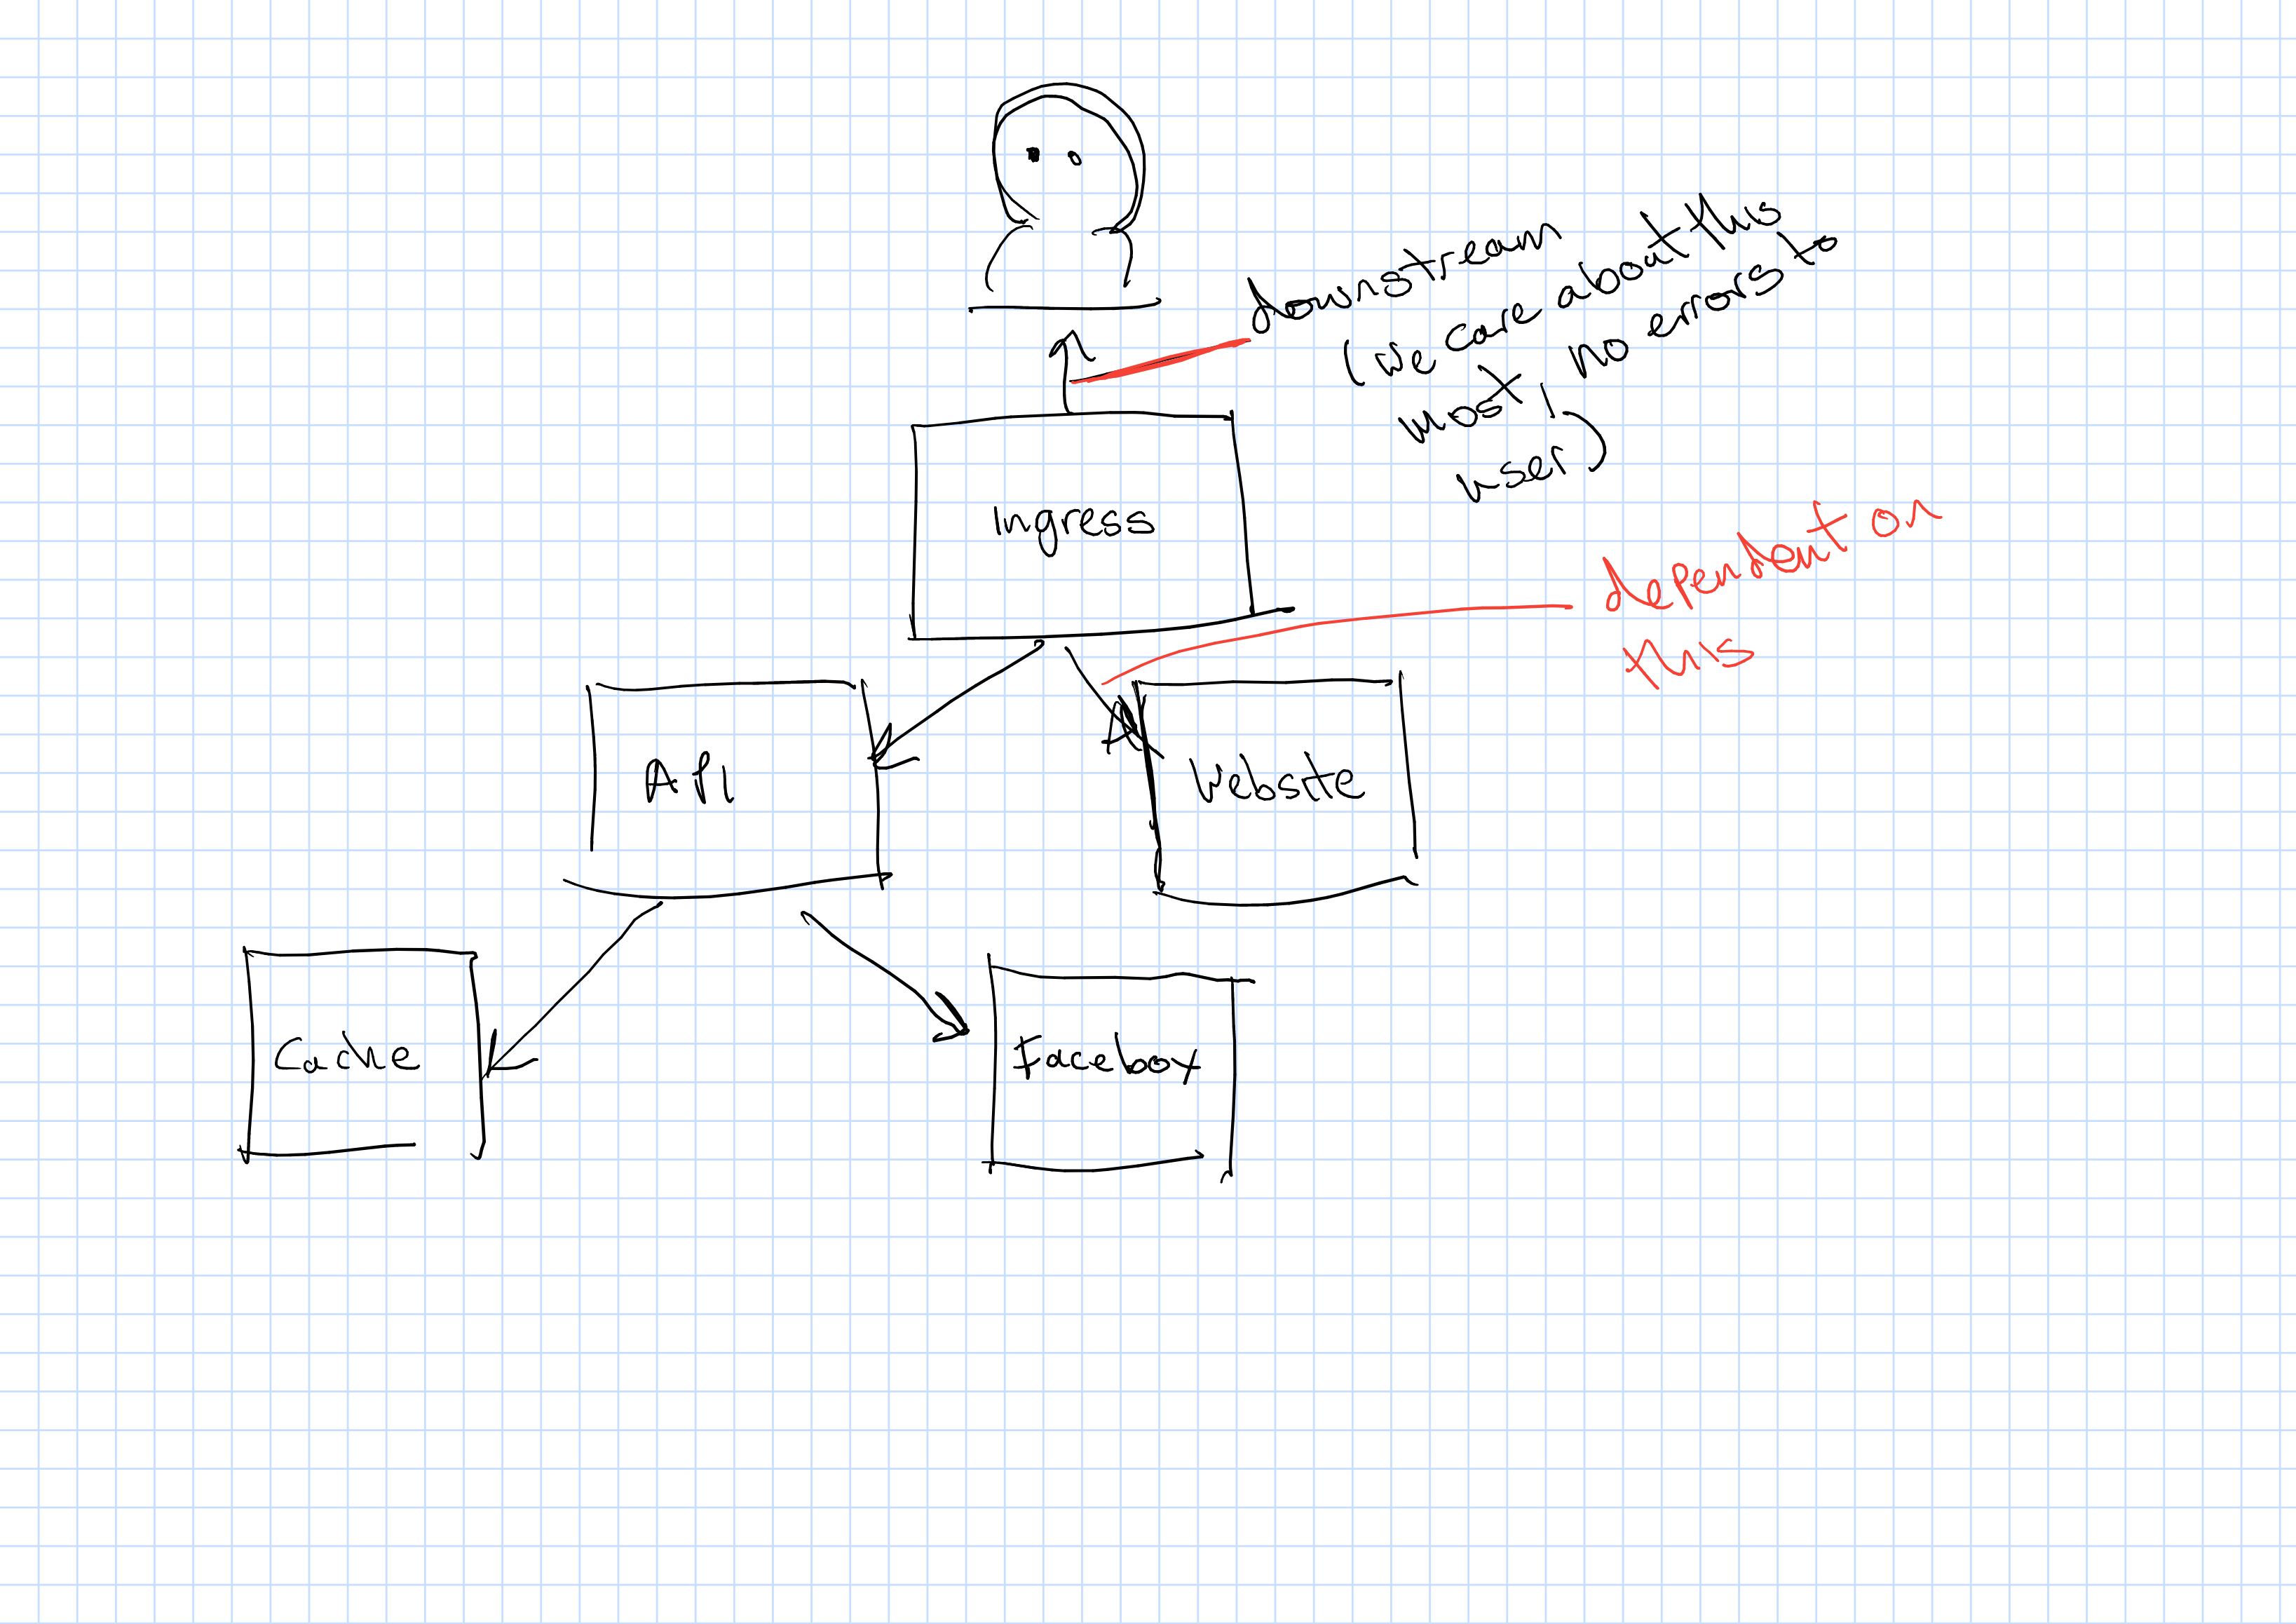 downstream
(we care about this
most, no errors to
user)
Ingress
dependent on
this
API
Website
Cache
Facebox